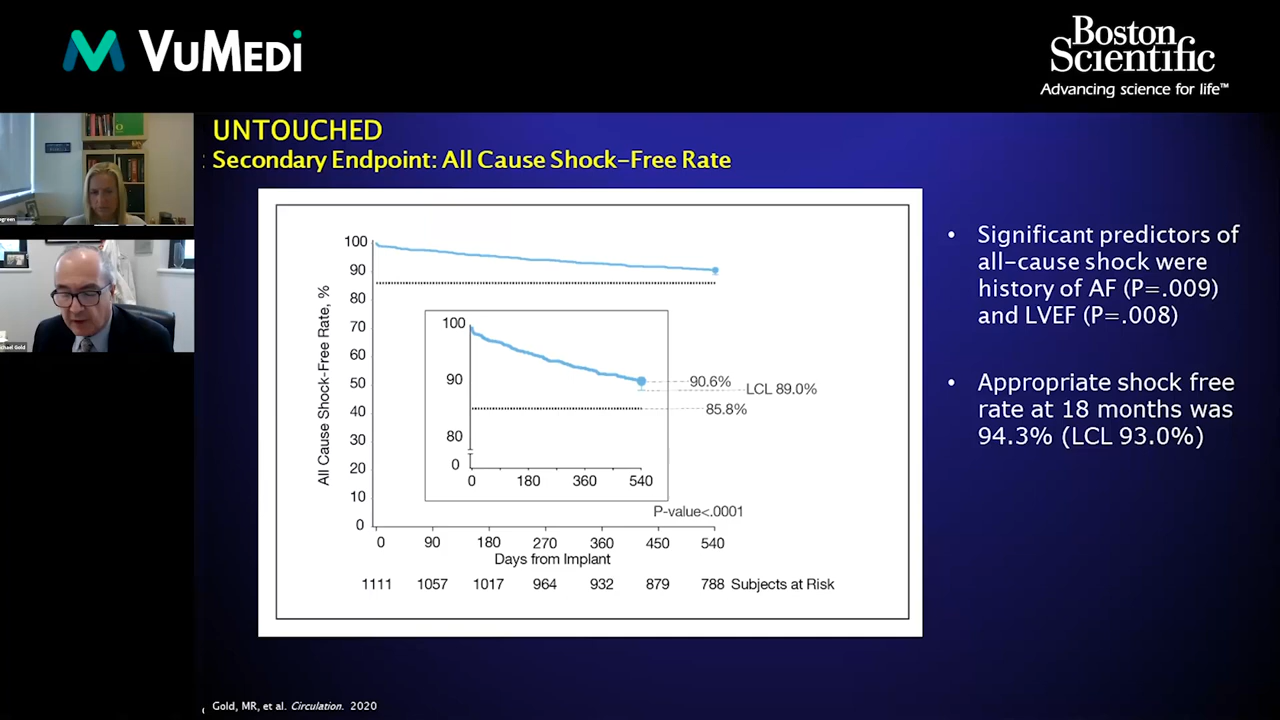 VuMedi
Boston
Scientific
Advancing science for life™
UNTOUCHED
Secondary Endpoint: All Cause Shock-Free Rate
All Cause Shock-Free Rate, %
100
90
80
70
60
50
40
30
20
10
0
100
90
80
0
0 180 360 540
90.6%
LCL 89.0%
85.8%
P-value<.0001
0 90 180 270 360 450 540
Days from Implant
1111 1057 1017 964 932 879 788 Subjects at Risk
• Significant predictors of
all-cause shock were
history of AF (P=.009)
and LVEF (P=.008)
• Appropriate shock free
rate at 18 months was
94.3% (LCL 93.0%)
Michael Gold
Gold, MR, et al. Circulation. 2020